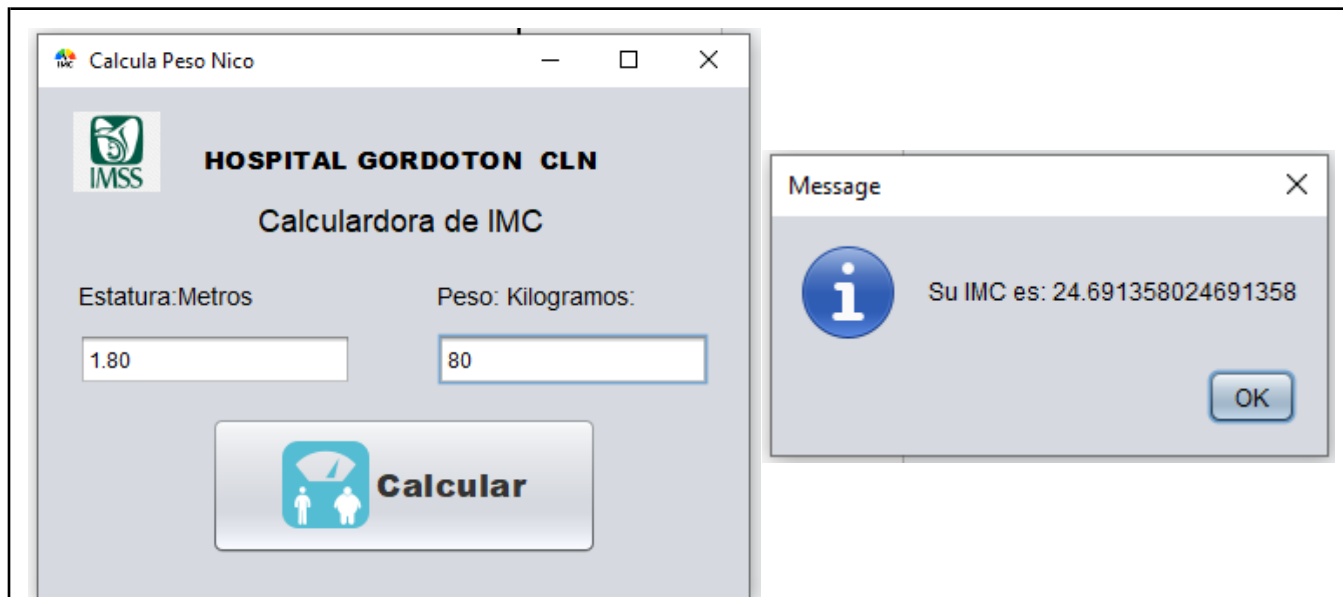 IMC Calcula Peso Nico
IMSS
HOSPITAL GORDOTON CLN
Calculardora de IMC
Estatura:Metros
Peso: Kilogramos:
1.80
80
Calcular
Message
Su IMC es: 24.691358024691358
OK